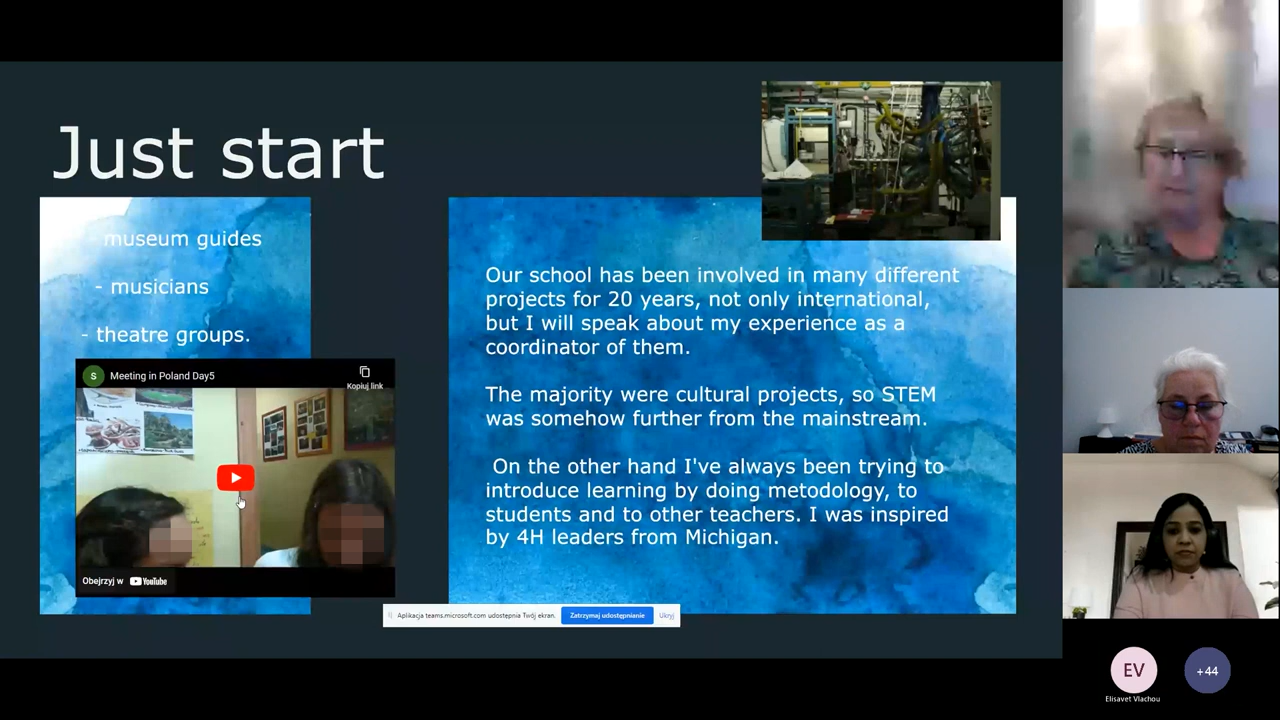 Just start
- museum guides
- musicians
- theatre groups.
S
Meeting in Poland Day5
Kopiuj link
Obejrzyj w YouTube
Our school has been involved in many different
projects for 20 years, not only international,
but I will speak about my experience as a
coordinator of them.
The majority were cultural projects, so STEM
was somehow further from the mainstream.
On the other hand I've always been trying to
introduce learning by doing metodology, to
students and to other teachers. I was inspired
by 4H leaders from Michigan.
Aplikacja teams.microsoft.com udostępnia Twój ekran.
Zatrzymaj udostępnianie
Ukryj
EV
Elisavet Vlachou
+44